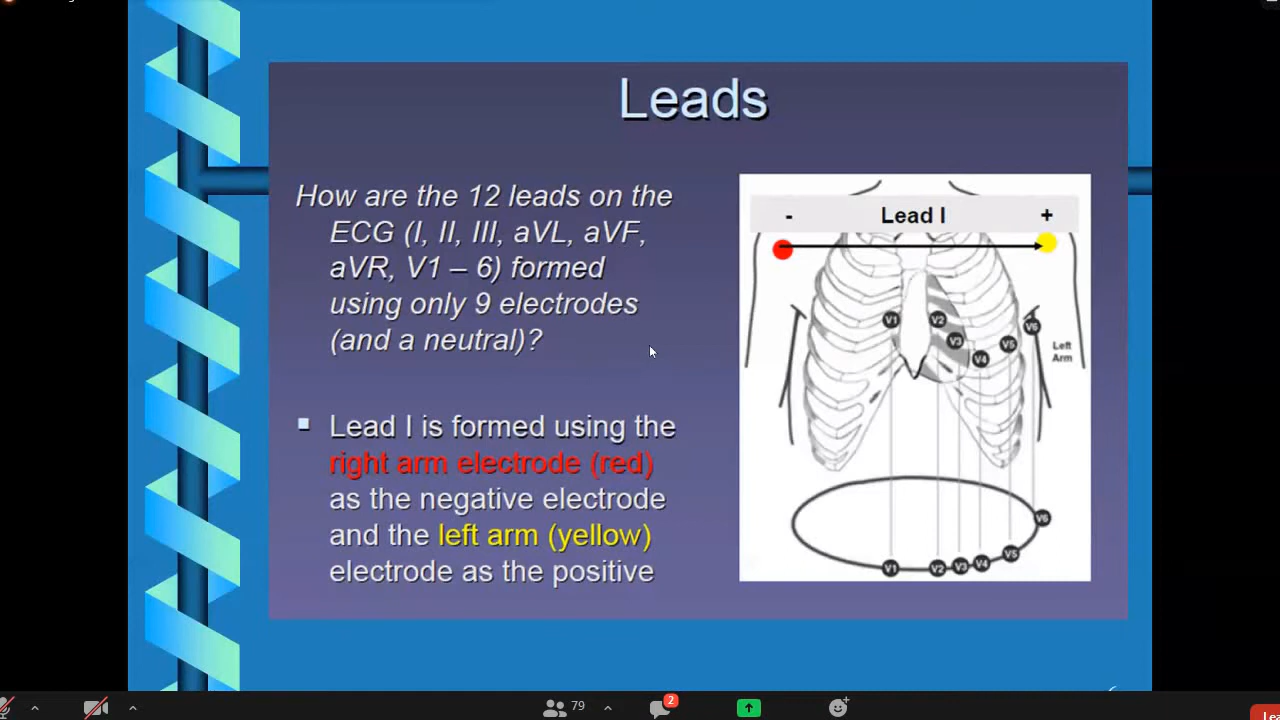 Leads
How are the 12 leads on the
ECG (I, II, III, aVL, aVF,
aVR, V1 – 6) formed
using only 9 electrodes
(and a neutral)?
▪ Lead I is formed using the
right arm electrode (red)
as the negative electrode
and the left arm (yellow)
electrode as the positive
- Lead I +
V1 V2 V6
V3 V5
V4
Left
Arm
V6
V5
V1 V2 V3 V4
79 2